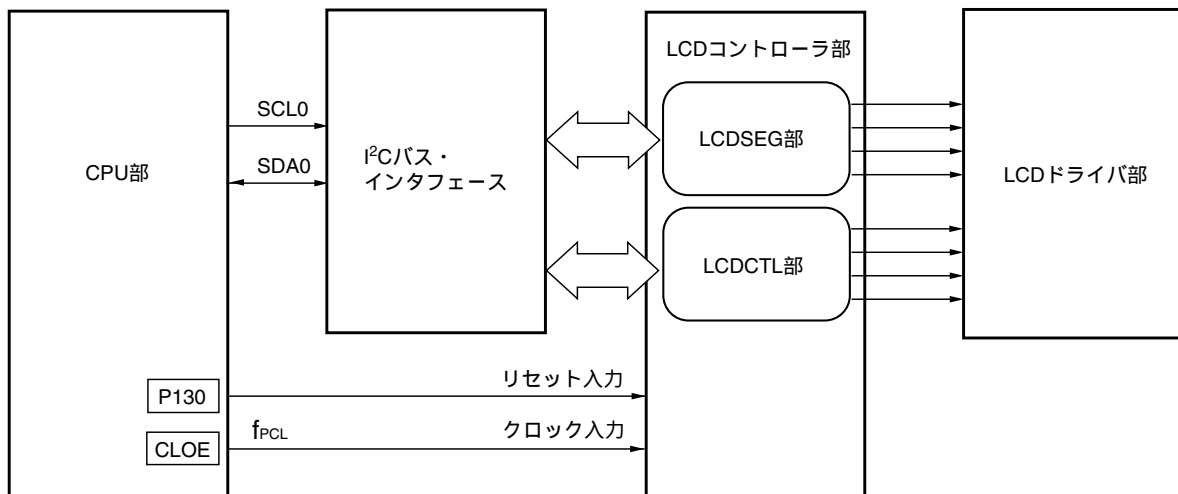 CPU部
SCL0
SDA0
I²Cバス・
インタフェース
LCDコントローラ部
LCDSEG部
LCDCTL部
LCDドライバ部
P130
リセット入力
CLOE
fPCL
クロック入力